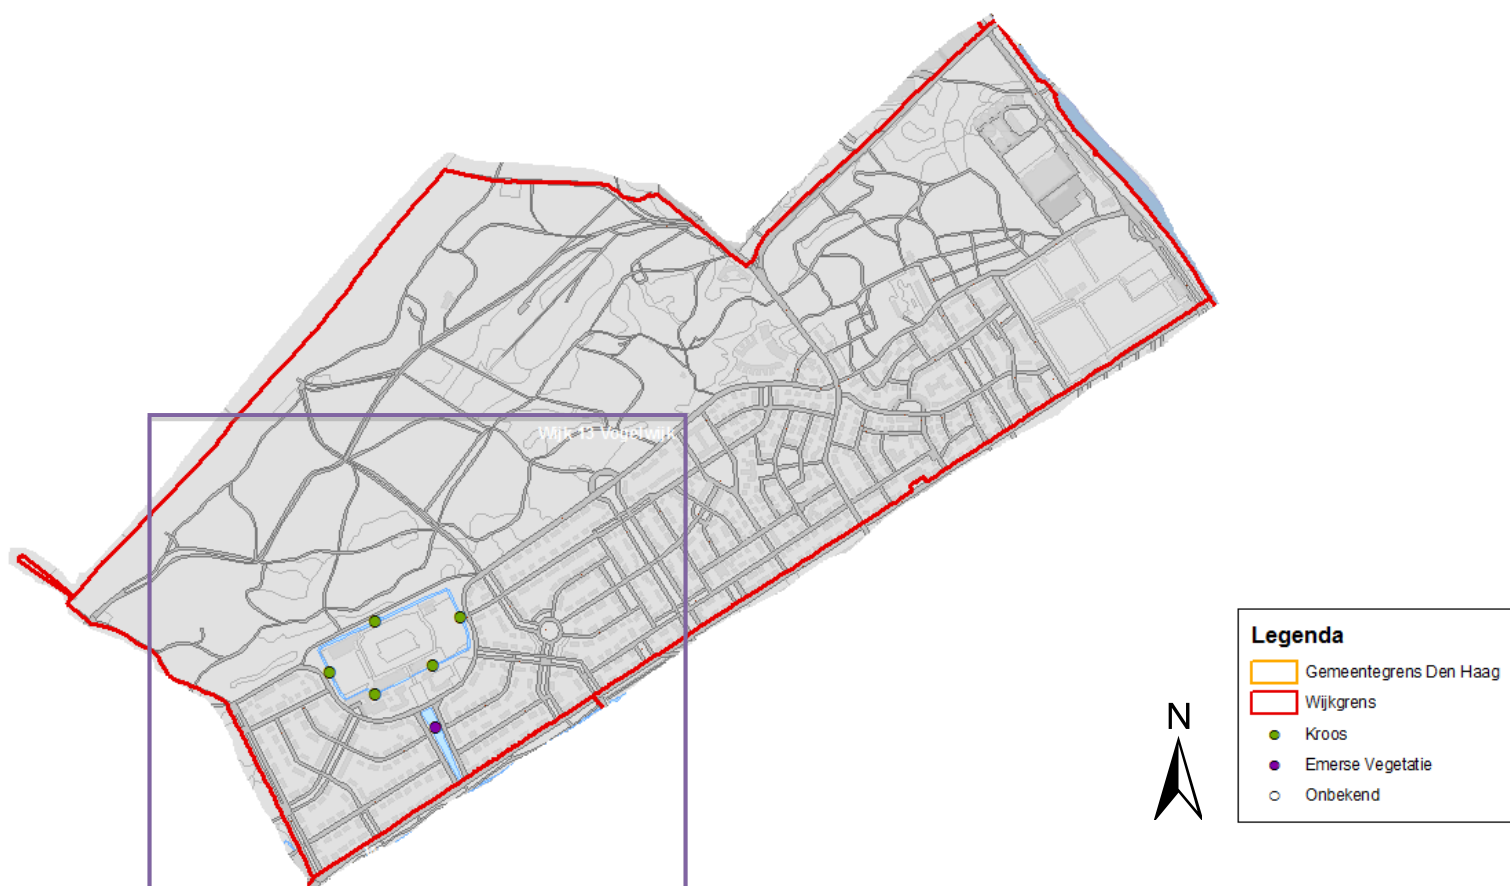 Wijk 13 Vogelwijk
N
Legenda
Gemeentegrens Den Haag
Wijkgrens
Kroos
Emerse Vegetatie
Onbekend